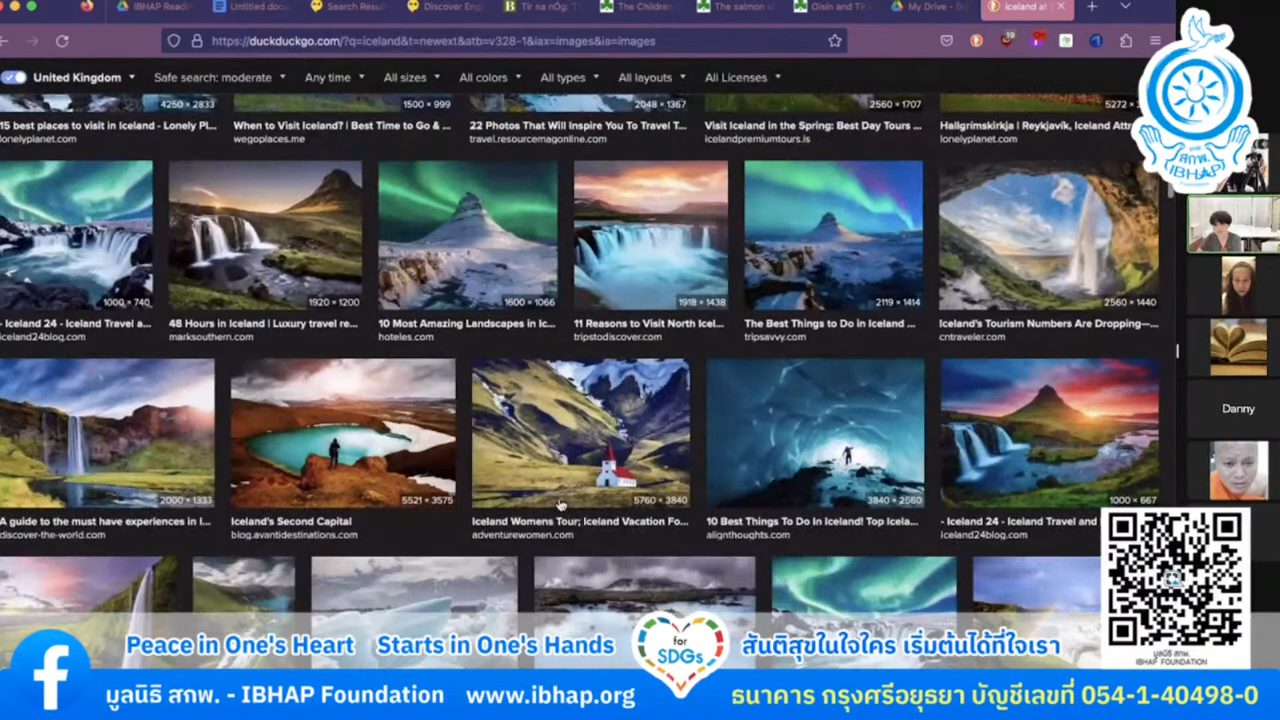 IBHAP Readin
Untitled docu
Search Resul
Discover Eng
Tír na nÓg: T
The Children
The salmon o
Oisín and Tír
My Drive - D
iceland at
https://duckduckgo.com/?q=iceland&t=newext&atb=v328-1&iax=images&ia=images
19
United Kingdom
Safe search: moderate
Any time
All sizes
All colors
All types
All layouts
All Licenses
4250 × 2833
1500 × 999
2048 × 1367
2560 × 1707
15 best places to visit in Iceland - Lonely Pl...
When to Visit Iceland? | Best Time to Go & ...
22 Photos That Will Inspire You To Travel T...
Visit Iceland in the Spring: Best Day Tours ...
Hallgrímskirkja | Reykjavík, Iceland Attr
lonelyplanet.com
wegoplaces.me
travel.resourcemagonline.com
icelandpremiumtours.is
lonelyplanet.com
มูลนิธิ
สกพ.
(IBHAP)
Foundation
1000 × 740
1920 × 1200
1600 × 1066
1918 × 1438
2119 × 1414
2560 × 1440
- Iceland 24 - Iceland Travel a...
48 Hours in Iceland | Luxury travel re...
10 Most Amazing Landscapes in Ic...
11 Reasons to Visit North Icel...
The Best Things to Do in Iceland ...
Iceland's Tourism Numbers Are Dropping—...
iceland24blog.com
marksouthern.com
hoteles.com
tripstodiscover.com
tripsavvy.com
cntraveler.com
Danny
2000 × 1333
5521 × 3575
5760 × 3840
3840 × 2560
1000 × 667
A guide to the must have experiences in I...
Iceland's Second Capital
Iceland Womens Tour; Iceland Vacation Fo...
10 Best Things To Do In Iceland! Top Icela...
- Iceland 24 - Iceland Travel and
discover-the-world.com
blog.avantidestinations.com
adventurewomen.com
alignthoughts.com
iceland24blog.com
มูลนิธิ สกพ.
IBHAP FOUNDATION
Peace in One's Heart Starts in One's Hands
for
SDGs
สันติสุขในใจใคร เริ่มต้นได้ที่ใจเรา
มูลนิธิ สกพ. - IBHAP Foundation www.ibhap.org
ธนาคาร กรุงศรีอยุธยา บัญชีเลขที่ 054-1-40498-0